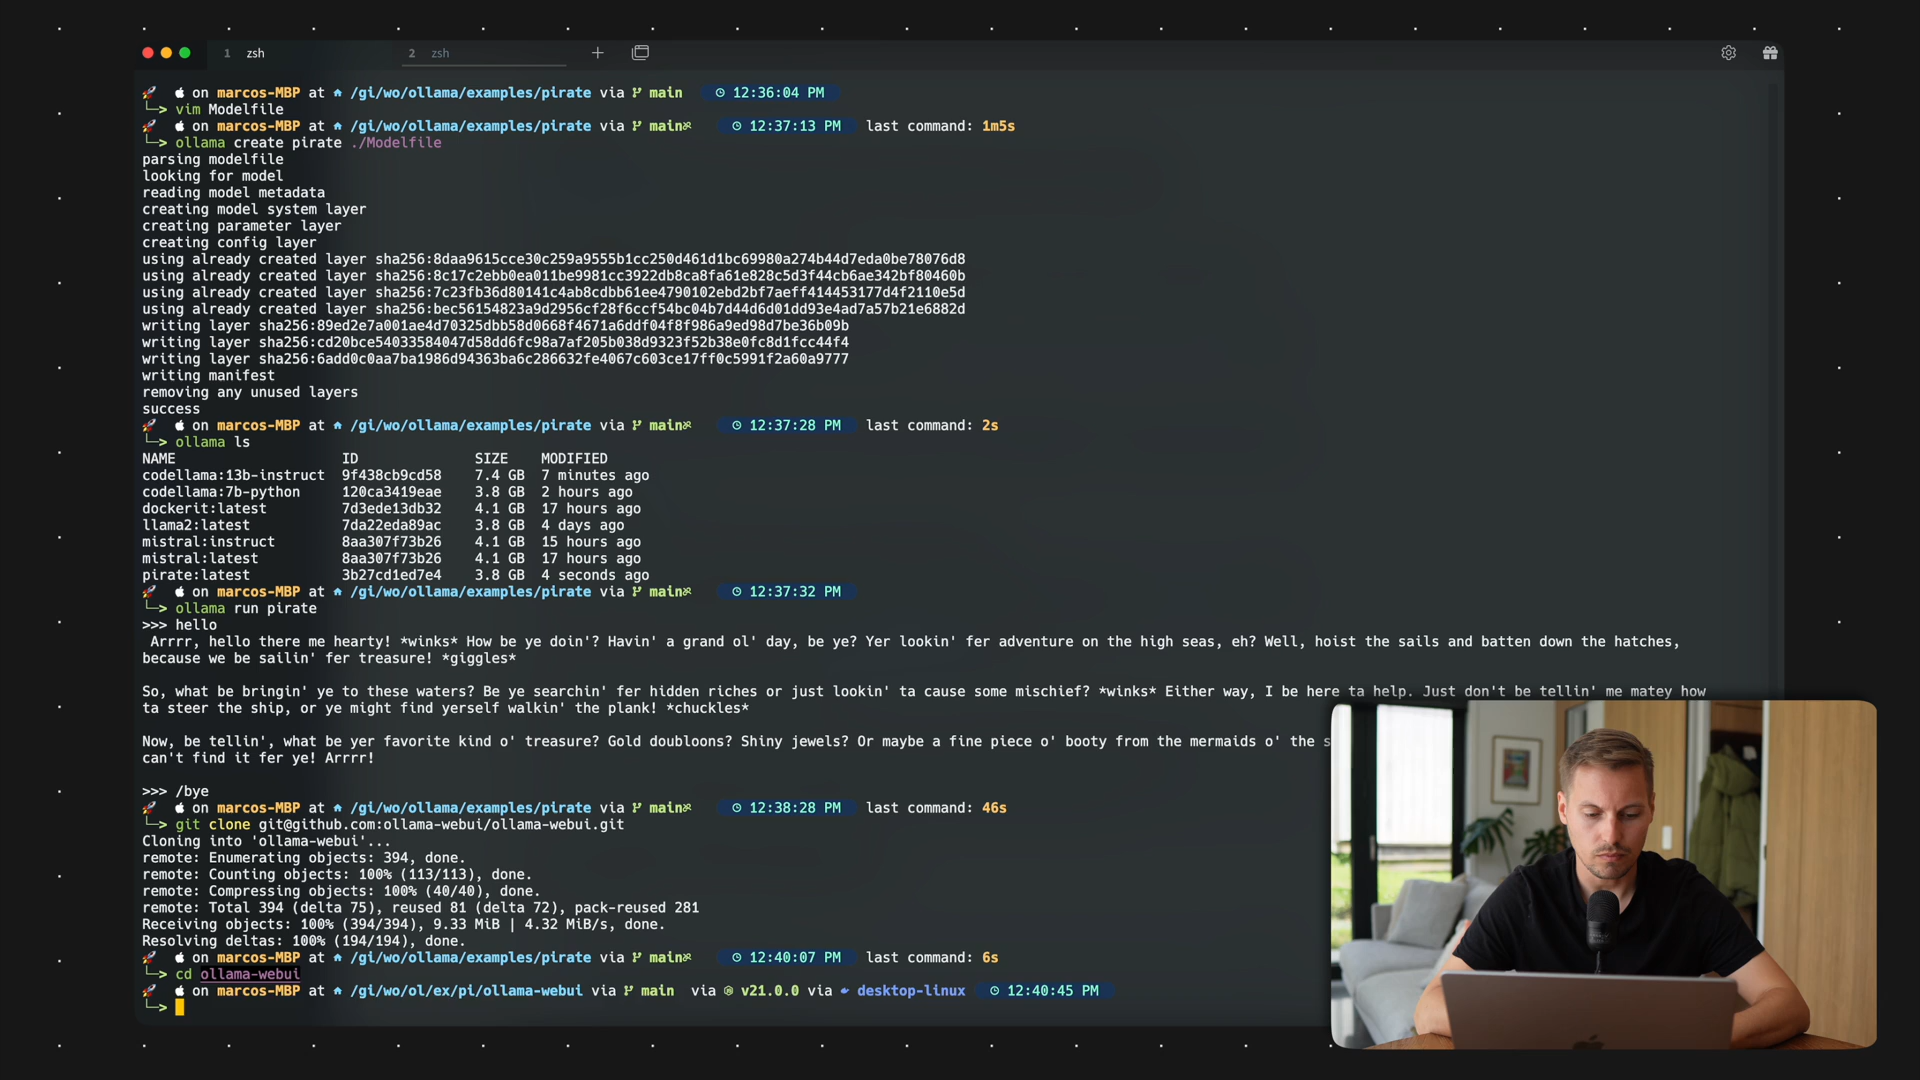 1 zsh
2 zsh
on marcos-MBP at /gi/wo/ollama/examples/pirate via main 12:36:04 PM
vim Modelfile
on marcos-MBP at /gi/wo/ollama/examples/pirate via main 12:37:13 PM last command: 1m5s
ollama create pirate ./Modelfile
parsing modelfile
looking for model
reading model metadata
creating model system layer
creating parameter layer
creating config layer
using already created layer sha256:8daa9615cce30c259a9555b1cc250d461d1bc69980a274b44d7eda0be78076d8
using already created layer sha256:8c17c2ebb0ea011be9981cc3922db8ca8fa61e828c5d3f44cb6ae342bf80460b
using already created layer sha256:7c23fb36d80141c4ab8cdbb61ee4790102ebd2bf7aeff414453177d4f2110e5d
using already created layer sha256:bec56154823a9d2956cf28f6ccf54bc04b7d44d6d01dd93e4ad7a57b21e6882d
writing layer sha256:89ed2e7a001ae4d70325dbb58d0668f4671a6ddf04f8f986a9ed98d7be36b09b
writing layer sha256:cd20bce54033584047d58dd6fc98a7af205b038d9323f52b38e0fc8d1fcc44f4
writing layer sha256:6add0c0aa7ba1986d94363ba6c286632fe4067c603ce17ff0c5991f2a60a9777
writing manifest
removing any unused layers
success
on marcos-MBP at /gi/wo/ollama/examples/pirate via main 12:37:28 PM last command: 2s
ollama ls
NAME ID SIZE MODIFIED
codellama:13b-instruct 9f438cb9cd58 7.4 GB 7 minutes ago
codellama:7b-python 120ca3419eae 3.8 GB 2 hours ago
dockerit:latest 7d3ede13db32 4.1 GB 17 hours ago
llama2:latest 7da22eda89ac 3.8 GB 4 days ago
mistral:instruct 8aa307f73b26 4.1 GB 15 hours ago
mistral:latest 8aa307f73b26 4.1 GB 17 hours ago
pirate:latest 3b27cd1ed7e4 3.8 GB 4 seconds ago
on marcos-MBP at /gi/wo/ollama/examples/pirate via main 12:37:32 PM
ollama run pirate
>>> hello
Arrrr, hello there me hearty! *winks* How be ye doin'? Havin' a grand ol' day, be ye? Yer lookin' fer adventure on the high seas, eh? Well, hoist the sails and batten down the hatches,
because we be sailin' fer treasure! *giggles*
So, what be bringin' ye to these waters? Be ye searchin' fer hidden riches or just lookin' ta cause some mischief? *winks* Either way, I be here ta help. Just don't be tellin' me matey how
ta steer the ship, or ye might find yerself walkin' the plank! *chuckles*
Now, be tellin', what be yer favorite kind o' treasure? Gold doubloons? Shiny jewels? Or maybe a fine piece o' booty from the mermaids o' the s
can't find it fer ye! Arrrr!
>>> /bye
on marcos-MBP at /gi/wo/ollama/examples/pirate via main 12:38:28 PM last command: 46s
git clone git@github.com:ollama-webui/ollama-webui.git
Cloning into 'ollama-webui'...
remote: Enumerating objects: 394, done.
remote: Counting objects: 100% (113/113), done.
remote: Compressing objects: 100% (40/40), done.
remote: Total 394 (delta 75), reused 81 (delta 72), pack-reused 281
Receiving objects: 100% (394/394), 9.33 MiB | 4.32 MiB/s, done.
Resolving deltas: 100% (194/194), done.
on marcos-MBP at /gi/wo/ollama/examples/pirate via main 12:40:07 PM last command: 6s
cd ollama-webui
on marcos-MBP at /gi/wo/ol/ex/pi/ollama-webui via main via v21.0.0 via desktop-linux 12:40:45 PM